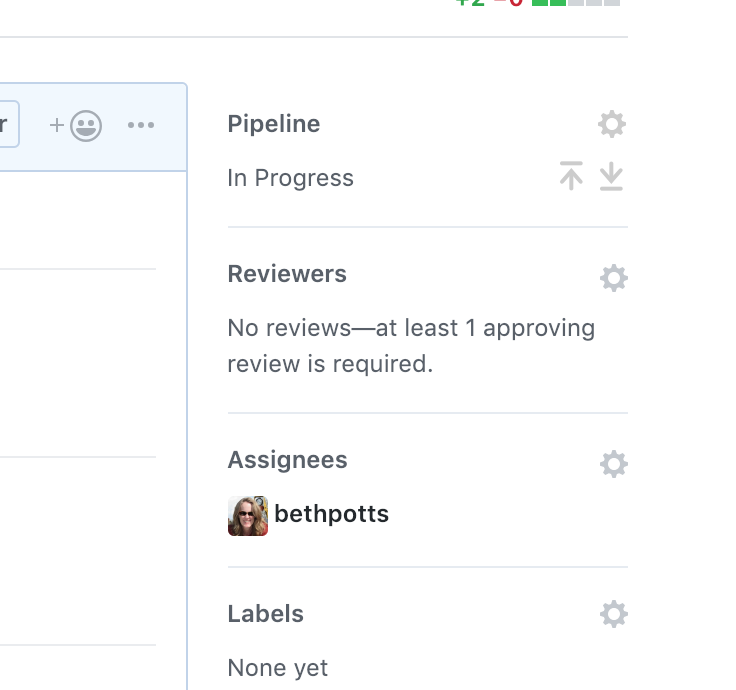 +2 −0
r
Pipeline
In Progress
Reviewers
No reviews—at least 1 approving
review is required.
Assignees
bethpotts
Labels
None yet